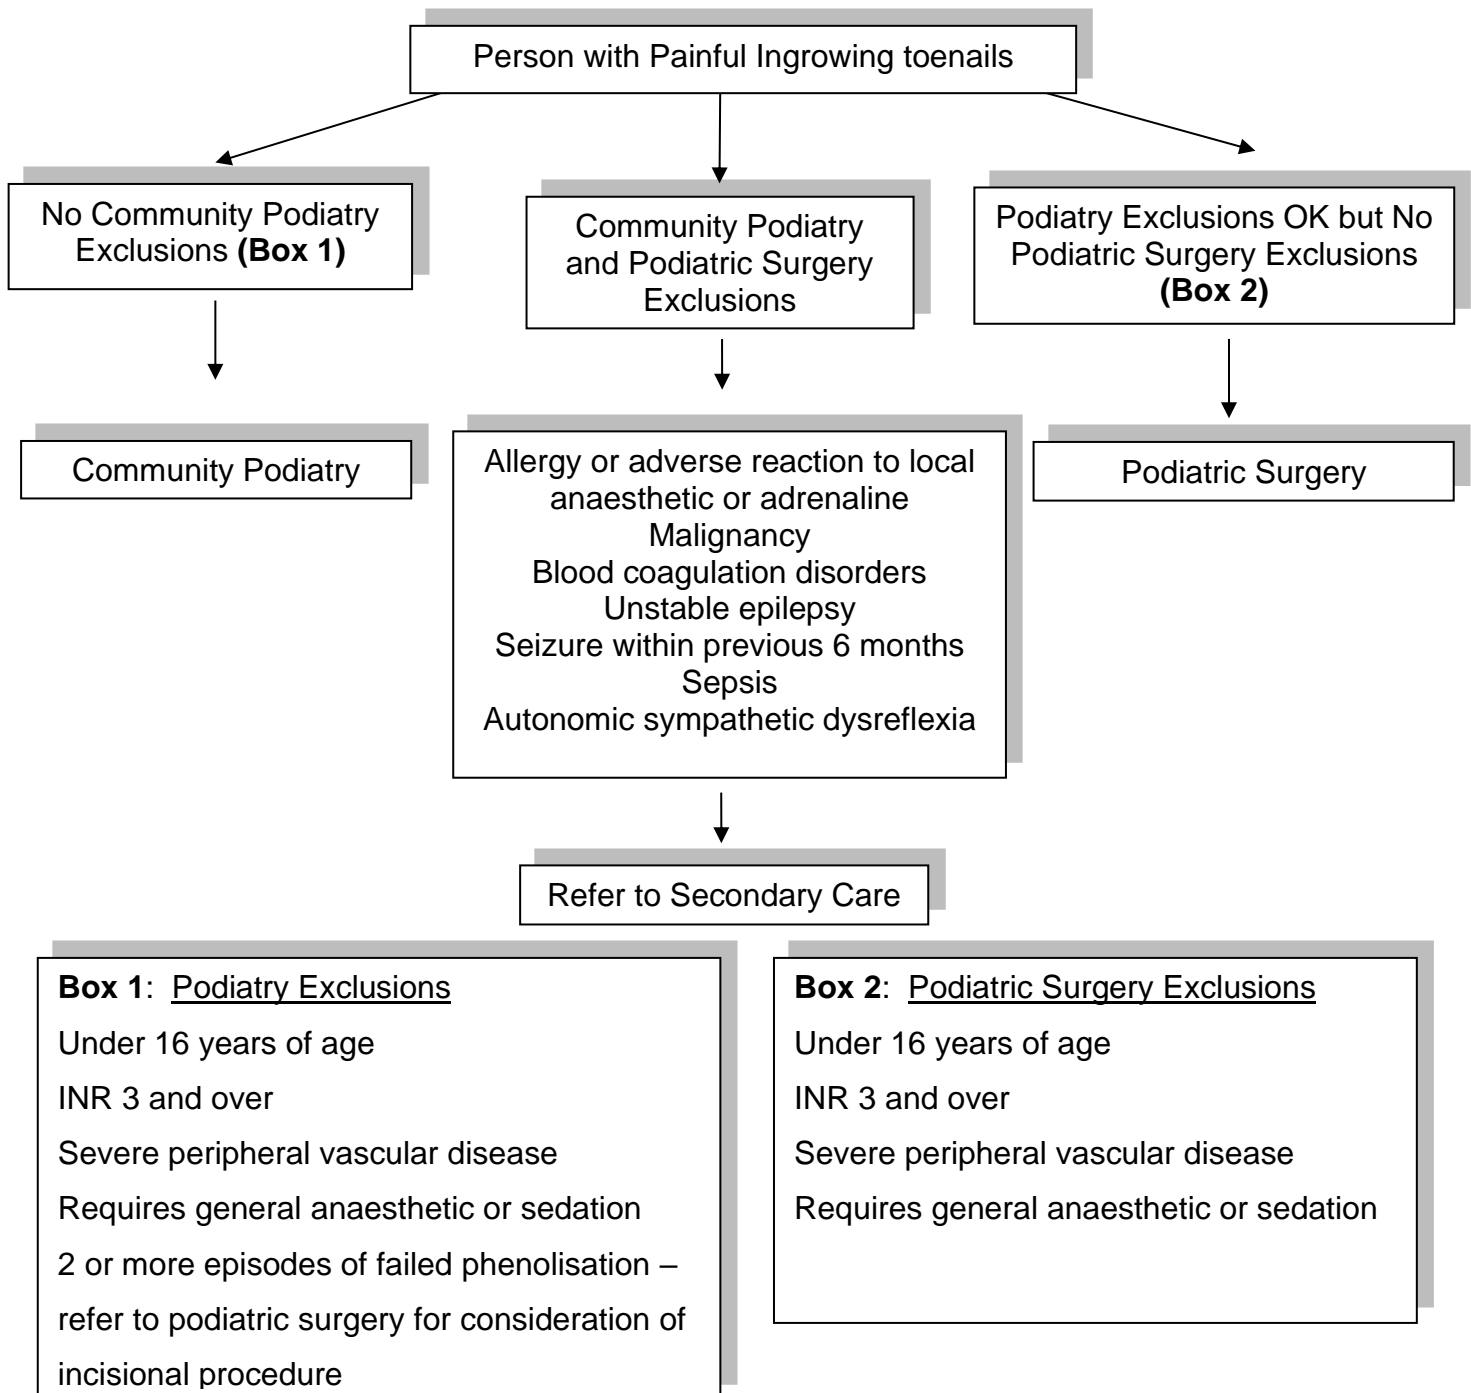 Person with Painful Ingrowing toenails
No Community Podiatry
Exclusions (Box 1)
Community Podiatry
and Podiatric Surgery
Exclusions
Podiatry Exclusions OK but No
Podiatric Surgery Exclusions
(Box 2)
Community Podiatry
Allergy or adverse reaction to local
anaesthetic or adrenaline
Malignancy
Blood coagulation disorders
Unstable epilepsy
Seizure within previous 6 months
Sepsis
Autonomic sympathetic dysreflexia
Podiatric Surgery
Refer to Secondary Care
Box 1: Podiatry Exclusions
Under 16 years of age
INR 3 and over
Severe peripheral vascular disease
Requires general anaesthetic or sedation
2 or more episodes of failed phenolisation –
refer to podiatric surgery for consideration of
incisional procedure
Box 2: Podiatric Surgery Exclusions
Under 16 years of age
INR 3 and over
Severe peripheral vascular disease
Requires general anaesthetic or sedation